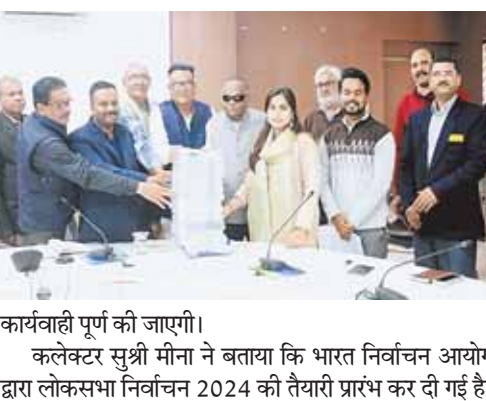 कार्यवाही पूर्ण की जाएगी।
कलेक्टर सुश्री मीना ने बताया कि भारत निर्वाचन आयोग
द्वारा लोकसभा निर्वाचन 2024 की तैयारी प्रारंभ कर दी गई है